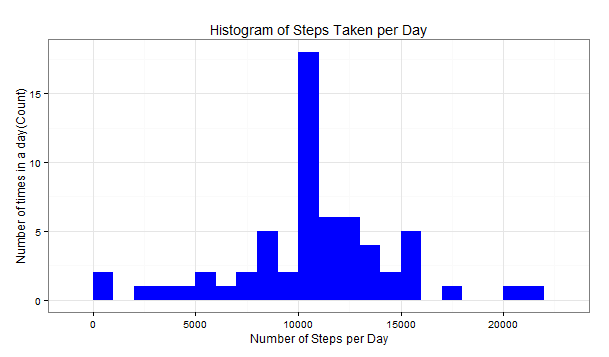 Histogram of Steps Taken per Day
Number of times in a day(Count)
15
10
5
0
0 5000 10000 15000 20000
Number of Steps per Day